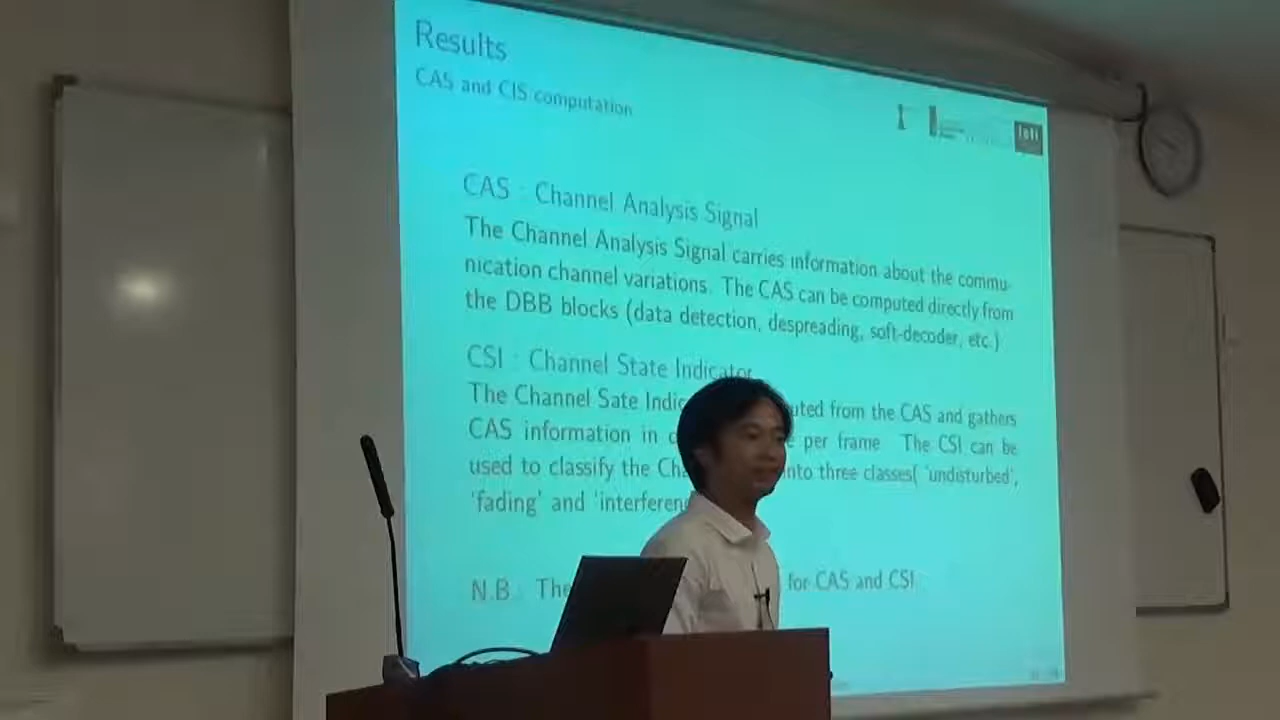 Results
CAS and CIS computation
CAS : Channel Analysis Signal
The Channel Analysis Signal carries information about the commu-
nication channel variations. The CAS can be computed directly from
the DBB blocks (data detection, despreading, soft-decoder, etc.)
CSI : Channel State Indicator
The Channel Sate Indic uted from the CAS and gathers
CAS information in per frame. The CSI can be
used to classify the Cha into three classes( 'undisturbed',
'fading' and 'interferen
N.B : The for CAS and CSI.